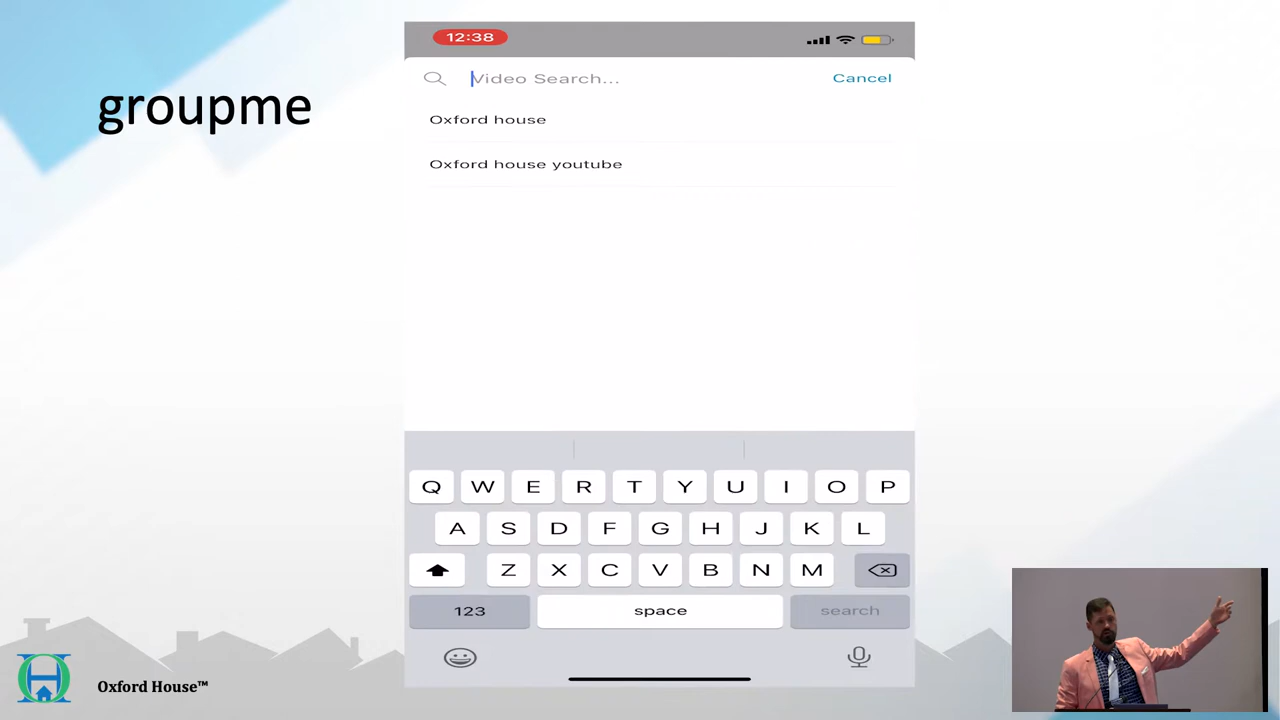 groupme
12:38
Video Search...
Cancel
Oxford house
Oxford house youtube
Q W E R T Y U I O P
A S D F G H J K L
Z X C V B N M
123 space search
Oxford House™